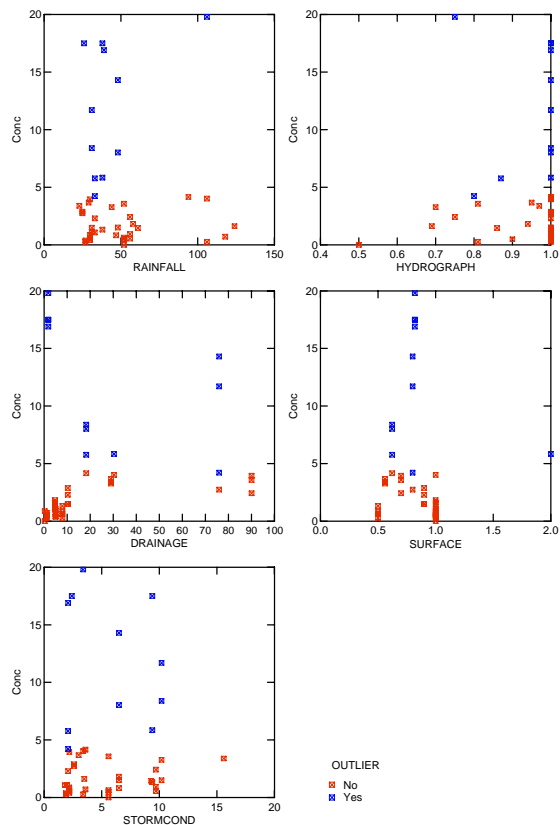 20
15
10
5
0
Conc
0 50 100 150
RAINFALL
20
15
10
5
0
Conc
0.4 0.5 0.6 0.7 0.8 0.9 1.0
HYDROGRAPH
20
15
10
5
0
Conc
0 10 20 30 40 50 60 70 80 90 100
DRAINAGE
20
15
10
5
0
Conc
0.0 0.5 1.0 1.5 2.0
SURFACE
20
15
10
5
0
Conc
0 5 10 15 20
STORMCOND
OUTLIER
No
Yes